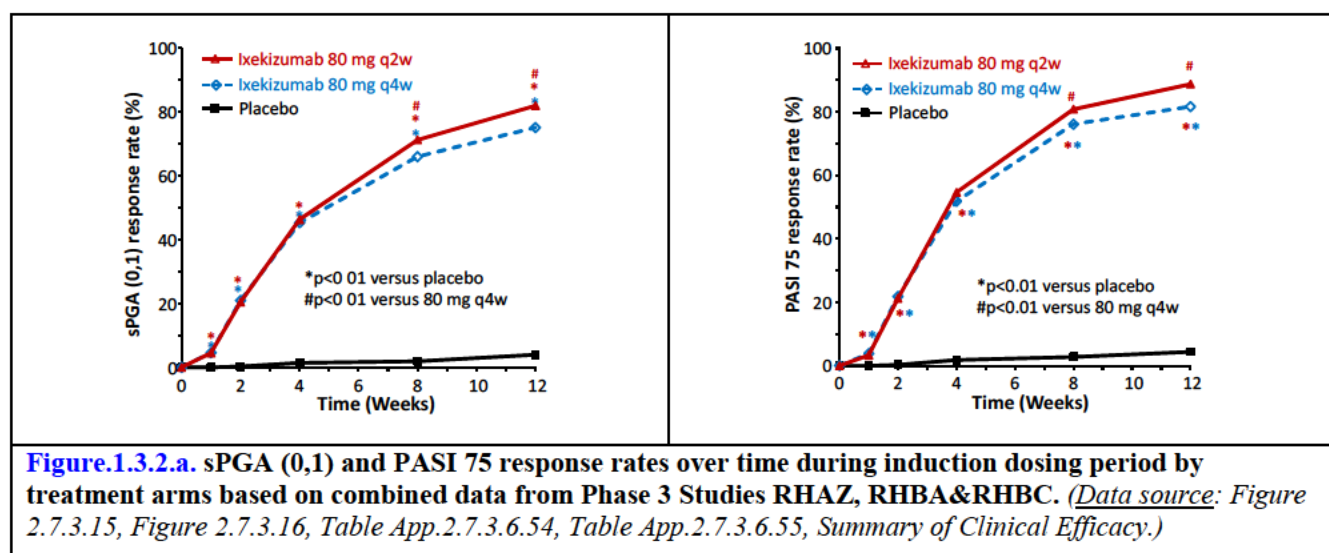 100
80
60
40
20
0
sPGA (0,1) response rate (%)
Ixekizumab 80 mg q2w
Ixekizumab 80 mg q4w
Placebo
#
*
*
#
*
*
*
*
*
*
*
*
*p<0 01 versus placebo
#p<0 01 versus 80 mg q4w
0 2 4 6 8 10 12
Time (Weeks)
100
80
60
40
20
0
PASI 75 response rate (%)
Ixekizumab 80 mg q2w
Ixekizumab 80 mg q4w
Placebo
#
#
**
**
**
**
**
*p<0.01 versus placebo
#p<0.01 versus 80 mg q4w
0 2 4 6 8 10 12
Time (Weeks)
Figure.1.3.2.a. sPGA (0,1) and PASI 75 response rates over time during induction dosing period by
treatment arms based on combined data from Phase 3 Studies RHAZ, RHBA&RHBC. (Data source: Figure
2.7.3.15, Figure 2.7.3.16, Table App.2.7.3.6.54, Table App.2.7.3.6.55, Summary of Clinical Efficacy.)